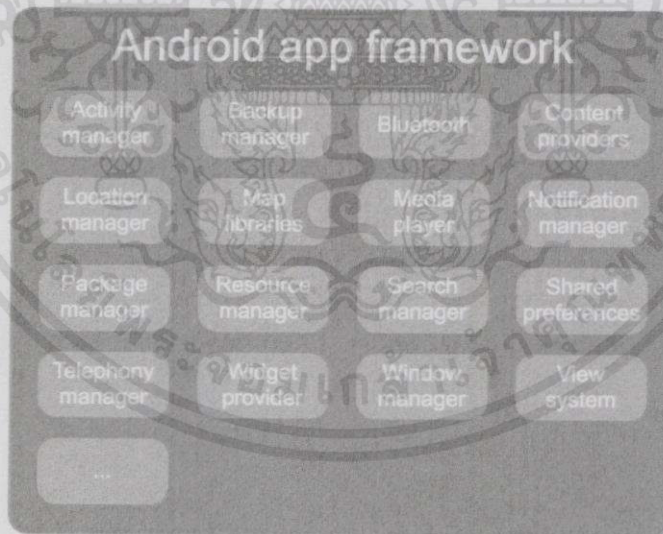 Android app framework
Activity
manager
Backup
manager
Bluetooth
Content
providers
Location
manager
Map
libraries
Media
player
Notification
manager
Package
manager
Resource
manager
Search
manager
Shared
preferences
Telephony
manager
Widget
provider
Window
manager
View
system
...